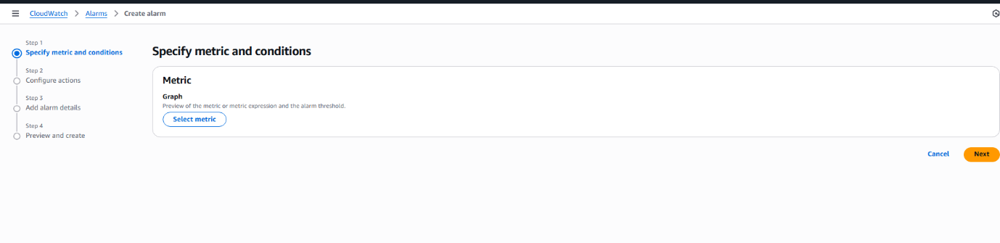 CloudWatch > Alarms > Create alarm
Step 1
Specify metric and conditions
Step 2
Configure actions
Step 3
Add alarm details
Step 4
Preview and create
Specify metric and conditions
Metric
Graph
Preview of the metric or metric expression and the alarm threshold.
Select metric
Cancel Next